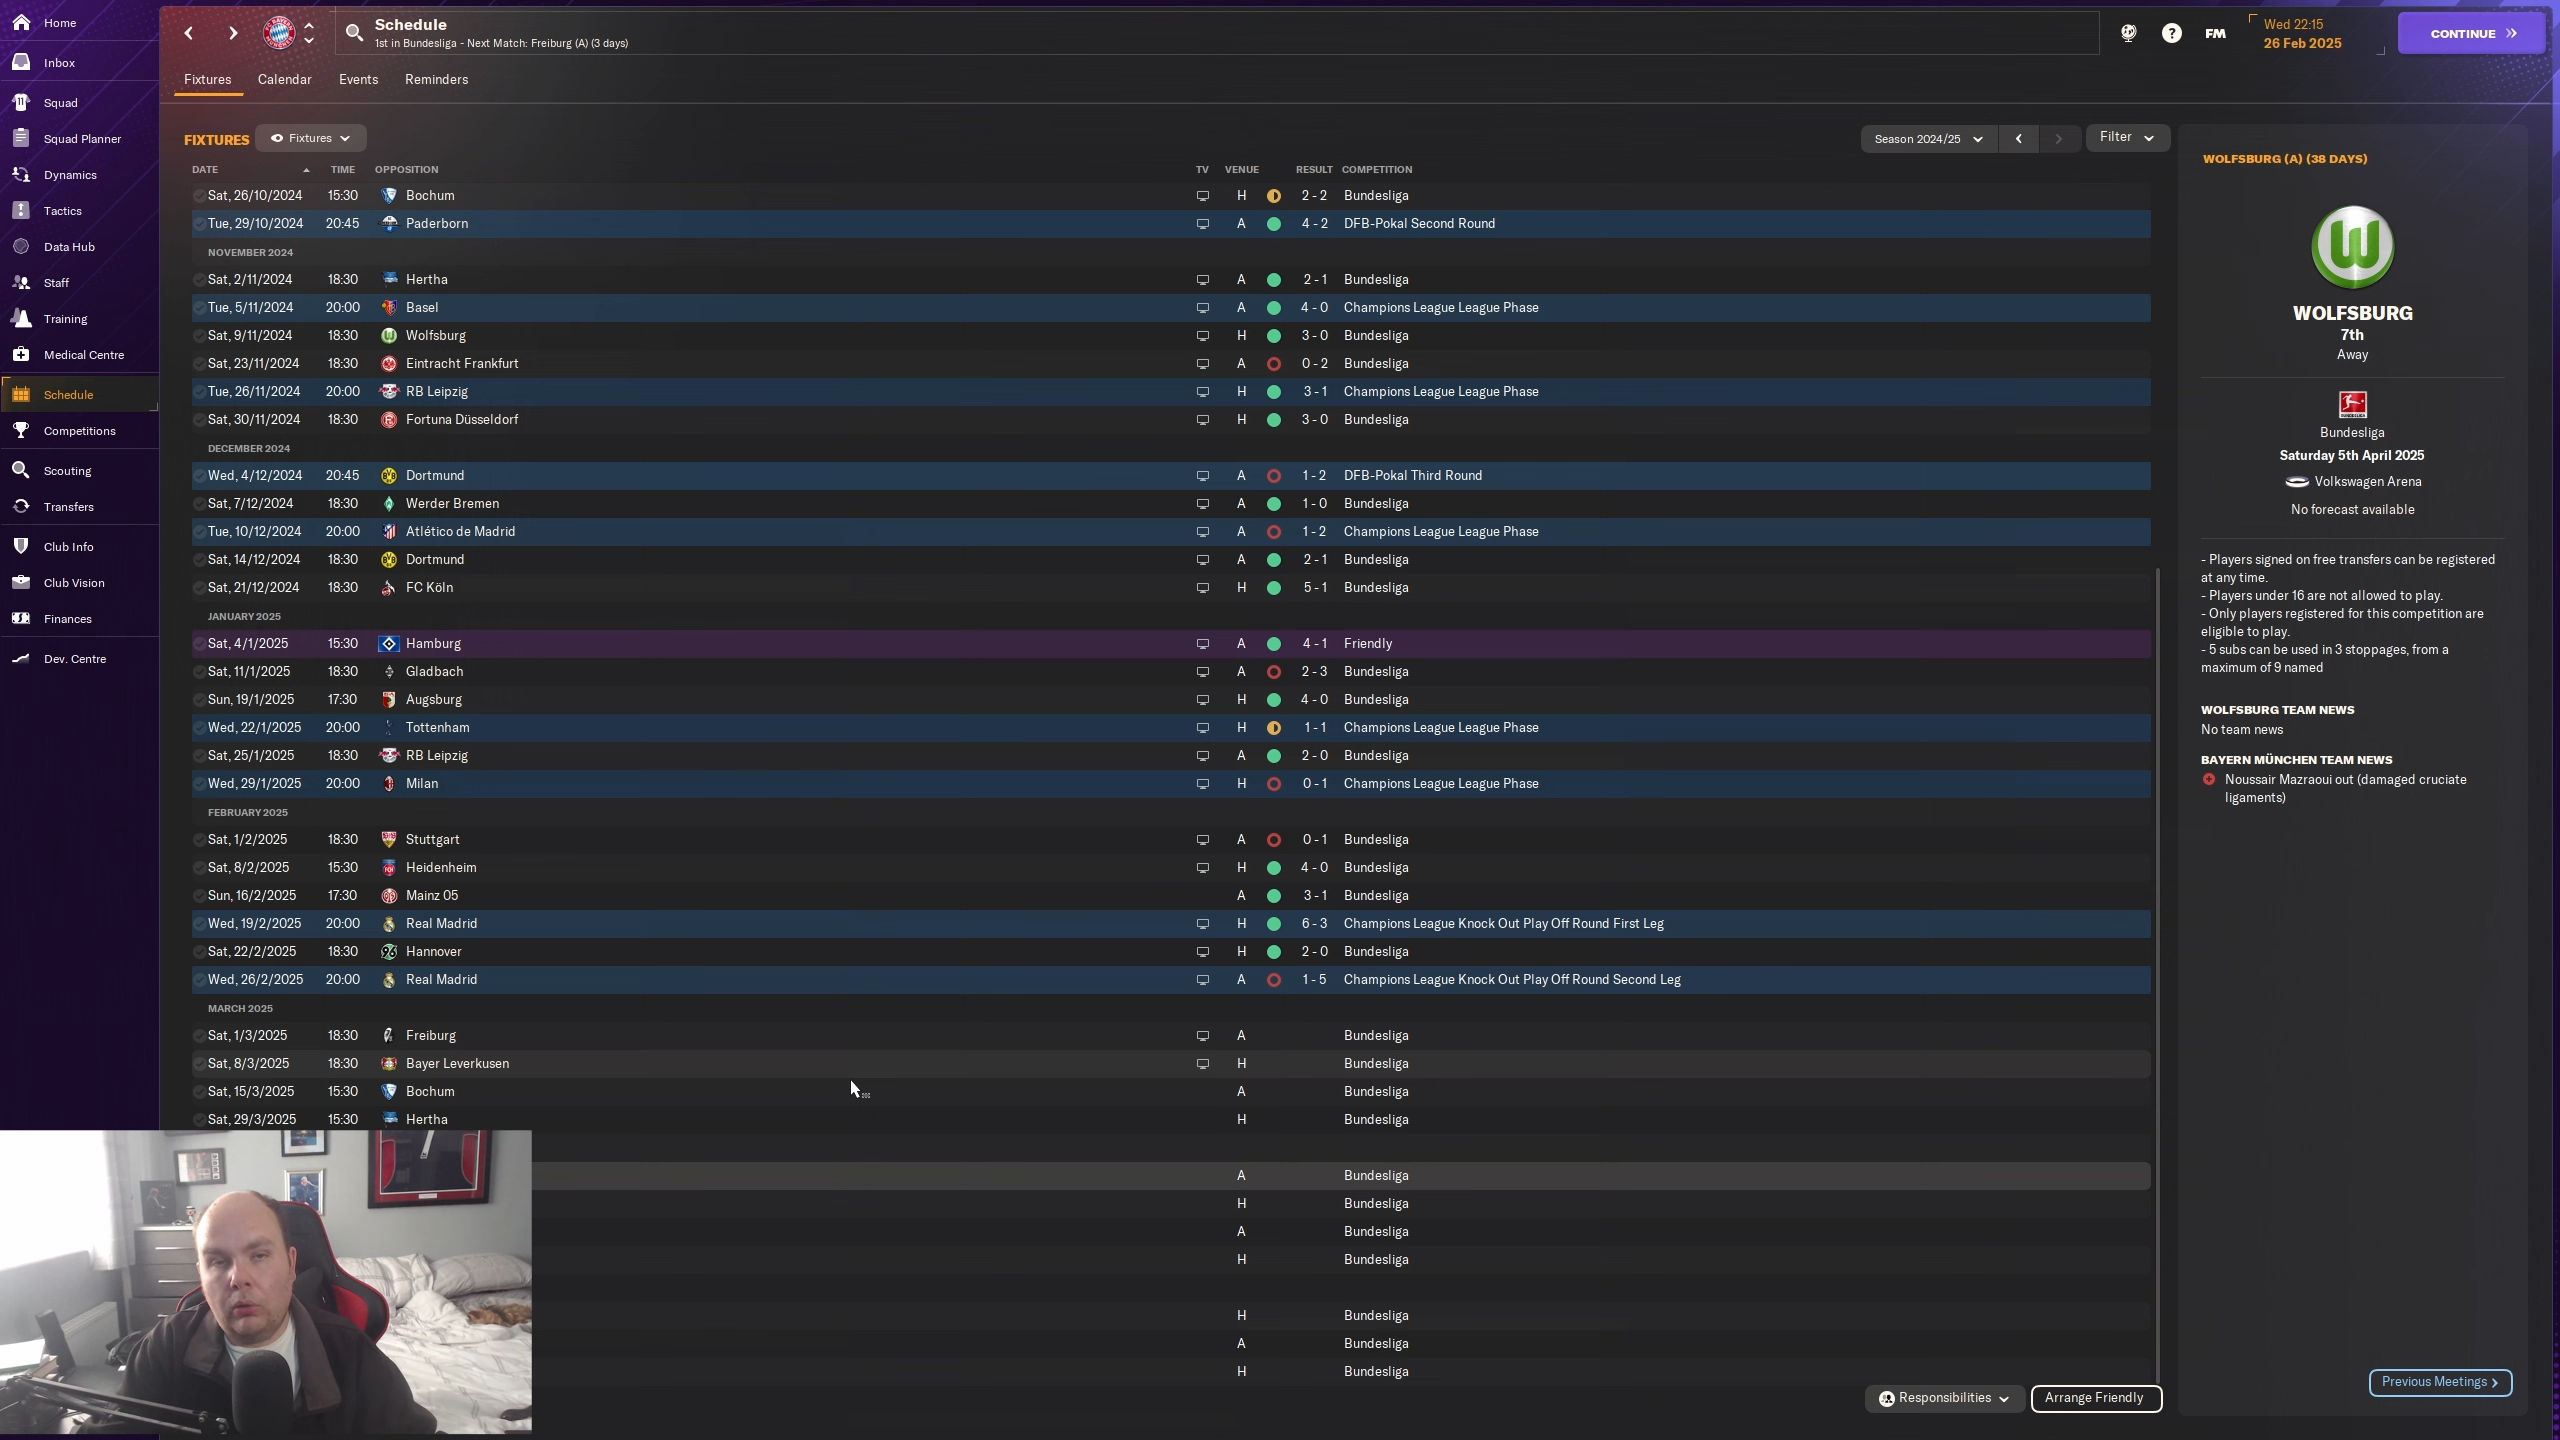 Home
Inbox
Squad
Squad Planner
Dynamics
Tactics
Data Hub
Staff
Training
Medical Centre
Schedule
Competitions
Scouting
Transfers
Club Info
Club Vision
Finances
Dev. Centre
Schedule
1st in Bundesliga - Next Match: Freiburg (A) (3 days)
FM
Wed 22:15
26 Feb 2025
CONTINUE
Fixtures Calendar Events Reminders
FIXTURES Fixtures Season 2024/25 Filter
DATE TIME OPPOSITION TV VENUE RESULT COMPETITION
Sat, 26/10/2024 15:30 Bochum H 2 - 2 Bundesliga
Tue, 29/10/2024 20:45 Paderborn A 4 - 2 DFB-Pokal Second Round
NOVEMBER 2024
Sat, 2/11/2024 18:30 Hertha A 2 - 1 Bundesliga
Tue, 5/11/2024 20:00 Basel A 4 - 0 Champions League League Phase
Sat, 9/11/2024 18:30 Wolfsburg H 3 - 0 Bundesliga
Sat, 23/11/2024 18:30 Eintracht Frankfurt A 0 - 2 Bundesliga
Tue, 26/11/2024 20:00 RB Leipzig H 3 - 1 Champions League League Phase
Sat, 30/11/2024 18:30 Fortuna Düsseldorf H 3 - 0 Bundesliga
DECEMBER 2024
Wed, 4/12/2024 20:45 Dortmund A 1 - 2 DFB-Pokal Third Round
Sat, 7/12/2024 18:30 Werder Bremen A 1 - 0 Bundesliga
Tue, 10/12/2024 20:00 Atlético de Madrid A 1 - 2 Champions League League Phase
Sat, 14/12/2024 18:30 Dortmund A 2 - 1 Bundesliga
Sat, 21/12/2024 18:30 FC Köln H 5 - 1 Bundesliga
JANUARY 2025
Sat, 4/1/2025 15:30 Hamburg A 4 - 1 Friendly
Sat, 11/1/2025 18:30 Gladbach A 2 - 3 Bundesliga
Sun, 19/1/2025 17:30 Augsburg H 4 - 0 Bundesliga
Wed, 22/1/2025 20:00 Tottenham H 1 - 1 Champions League League Phase
Sat, 25/1/2025 18:30 RB Leipzig A 2 - 0 Bundesliga
Wed, 29/1/2025 20:00 Milan H 0 - 1 Champions League League Phase
FEBRUARY 2025
Sat, 1/2/2025 18:30 Stuttgart A 0 - 1 Bundesliga
Sat, 8/2/2025 15:30 Heidenheim H 4 - 0 Bundesliga
Sun, 16/2/2025 17:30 Mainz 05 A 3 - 1 Bundesliga
Wed, 19/2/2025 20:00 Real Madrid H 6 - 3 Champions League Knock Out Play Off Round First Leg
Sat, 22/2/2025 18:30 Hannover H 2 - 0 Bundesliga
Wed, 26/2/2025 20:00 Real Madrid A 1 - 5 Champions League Knock Out Play Off Round Second Leg
MARCH 2025
Sat, 1/3/2025 18:30 Freiburg A Bundesliga
Sat, 8/3/2025 18:30 Bayer Leverkusen H Bundesliga
Sat, 15/3/2025 15:30 Bochum A Bundesliga
Sat, 29/3/2025 15:30 Hertha H Bundesliga
A Bundesliga
H Bundesliga
A Bundesliga
H Bundesliga
H Bundesliga
A Bundesliga
H Bundesliga
Responsibilities Arrange Friendly
WOLFSBURG (A) (38 DAYS)
WOLFSBURG
7th
Away
Bundesliga
Saturday 5th April 2025
Volkswagen Arena
No forecast available
- Players signed on free transfers can be registered
at any time.
- Players under 16 are not allowed to play.
- Only players registered for this competition are
eligible to play.
- 5 subs can be used in 3 stoppages, from a
maximum of 9 named
WOLFSBURG TEAM NEWS
No team news
BAYERN MÜNCHEN TEAM NEWS
Noussair Mazraoui out (damaged cruciate
ligaments)
Previous Meetings